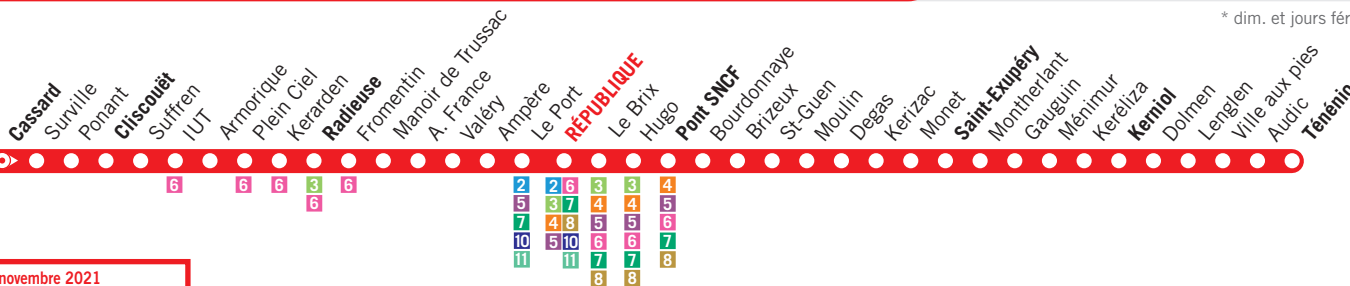 * dim. et jours fér
Cassard
Surville
Ponant
Cliscouët
Suffren
IUT
Armorique
Plein Ciel
Kerarden
Radieuse
Fromentin
Manoir de Trussac
A. France
Valéry
Ampère
Le Port
RÉPUBLIQUE
Le Brix
Hugo
Pont SNCF
Bourdonnaye
Brizeux
St-Guen
Moulin
Degas
Kerizac
Monet
Saint-Exupéry
Montherlant
Gauguin
Ménimur
Keréliza
Kerniol
Dolmen
Lenglen
Ville aux pies
Audic
Ténénio
6 6 6 3 6 2 2 6 3 3 4
6 5 3 7 4 4 5
7 4 8 5 5 6
10 5 10 6 6 7
11 11 7 7 8
8 8
novembre 2021